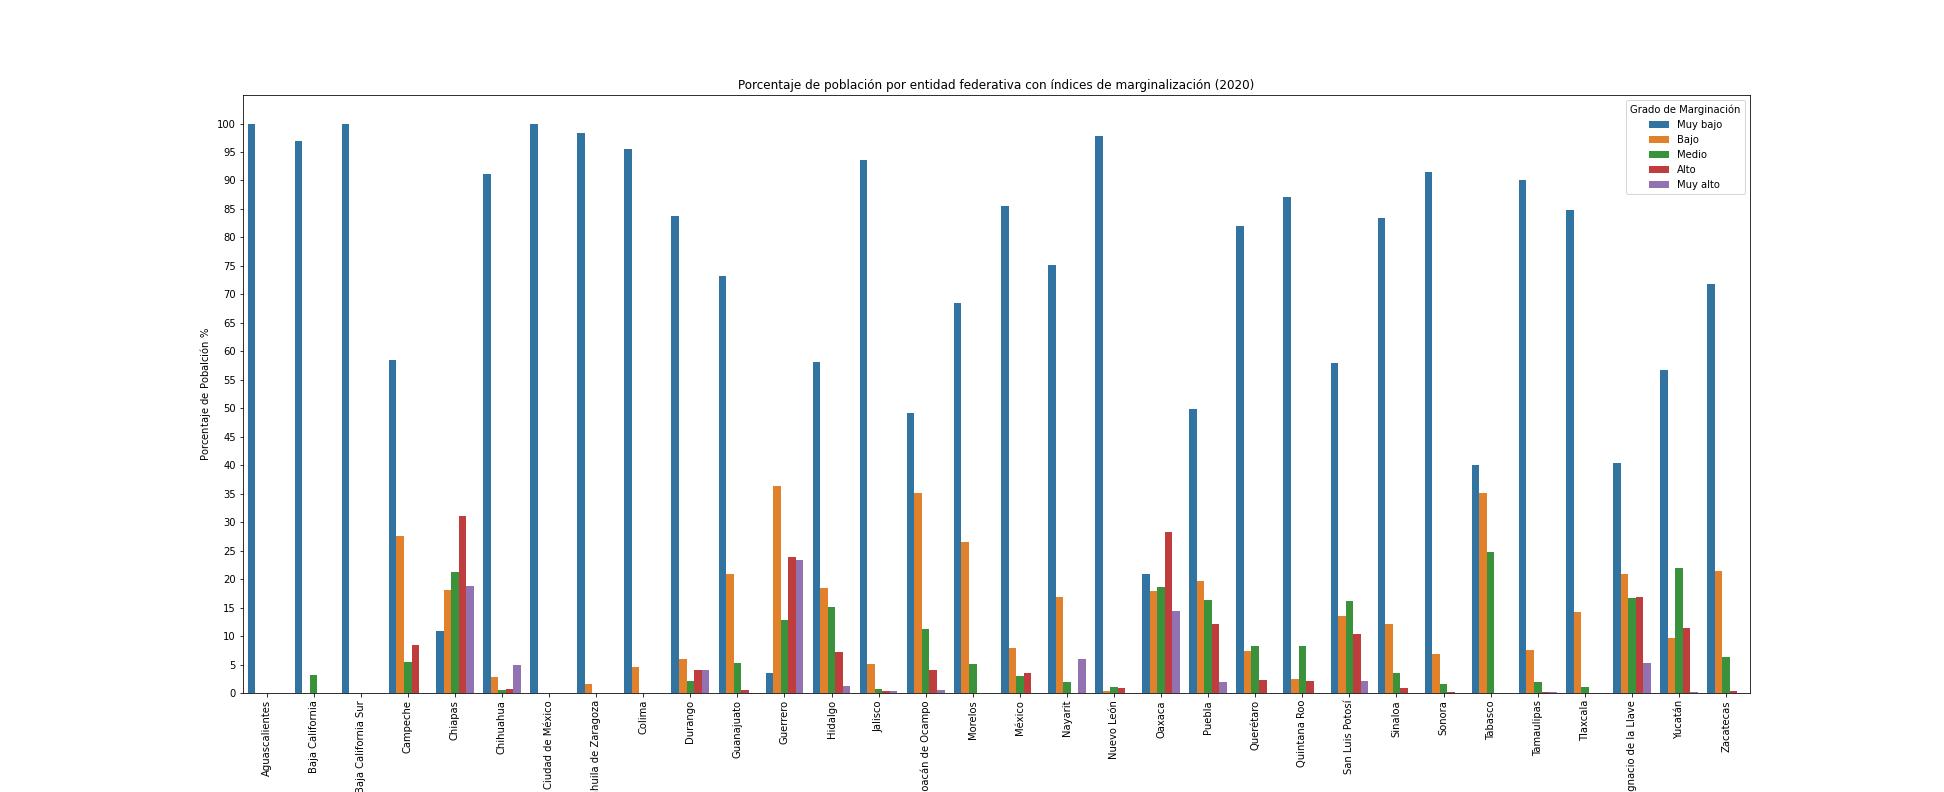 Porcentaje de población por entidad federativa con índices de marginalización (2020)
Grado de Marginación
Muy bajo
Bajo
Medio
Alto
Muy alto
100
95
90
85
80
75
70
65
60
55
50
45
40
35
30
25
20
15
10
5
0
Porcentaje de Pobalción %
Aguascalientes
Baja California
Baja California Sur
Campeche
Chiapas
Chihuahua
Ciudad de México
huila de Zaragoza
Colima
Durango
Guanajuato
Guerrero
Hidalgo
Jalisco
oacán de Ocampo
Morelos
México
Nayarit
Nuevo León
Oaxaca
Puebla
Querétaro
Quintana Roo
San Luis Potosí
Sinaloa
Sonora
Tabasco
Tamaulipas
Tlaxcala
gnacio de la Llave
Yucatán
Zacatecas